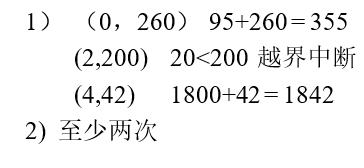 1) （0，260）95+260=355
(2,200) 20<200 越界中断
(4,42) 1800+42=1842
2) 至少两次